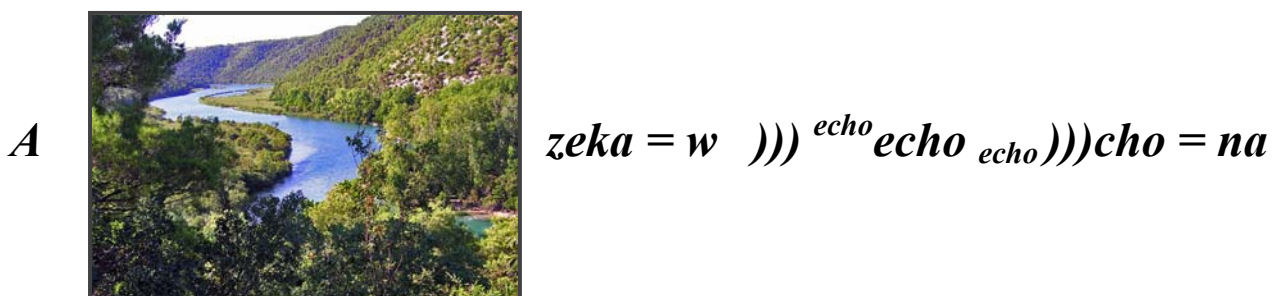 A zeka = w ))) echo echo echo )))cho = na